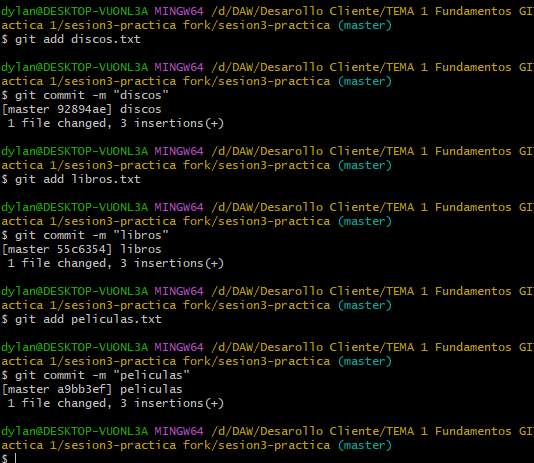 dylan@DESKTOP-VUONL3A MINGW64 /d/DAW/Desarollo Cliente/TEMA 1 Fundamentos GI
actica 1/sesion3-practica fork/sesion3-practica (master)
$ git add discos.txt
dylan@DESKTOP-VUONL3A MINGW64 /d/DAW/Desarollo Cliente/TEMA 1 Fundamentos GI
actica 1/sesion3-practica fork/sesion3-practica (master)
$ git commit -m "discos"
[master 92894ae] discos
1 file changed, 3 insertions(+)
dylan@DESKTOP-VUONL3A MINGW64 /d/DAW/Desarollo Cliente/TEMA 1 Fundamentos GI
actica 1/sesion3-practica fork/sesion3-practica (master)
$ git add libros.txt
dylan@DESKTOP-VUONL3A MINGW64 /d/DAW/Desarollo Cliente/TEMA 1 Fundamentos GI
actica 1/sesion3-practica fork/sesion3-practica (master)
$ git commit -m "libros"
[master 55c6354] libros
1 file changed, 3 insertions(+)
dylan@DESKTOP-VUONL3A MINGW64 /d/DAW/Desarollo Cliente/TEMA 1 Fundamentos GI
actica 1/sesion3-practica fork/sesion3-practica (master)
$ git add peliculas.txt
dylan@DESKTOP-VUONL3A MINGW64 /d/DAW/Desarollo Cliente/TEMA 1 Fundamentos GI
actica 1/sesion3-practica fork/sesion3-practica (master)
$ git commit -m "peliculas"
[master a9bb3ef] peliculas
1 file changed, 3 insertions(+)
dylan@DESKTOP-VUONL3A MINGW64 /d/DAW/Desarollo Cliente/TEMA 1 Fundamentos GI
actica 1/sesion3-practica fork/sesion3-practica (master)
$